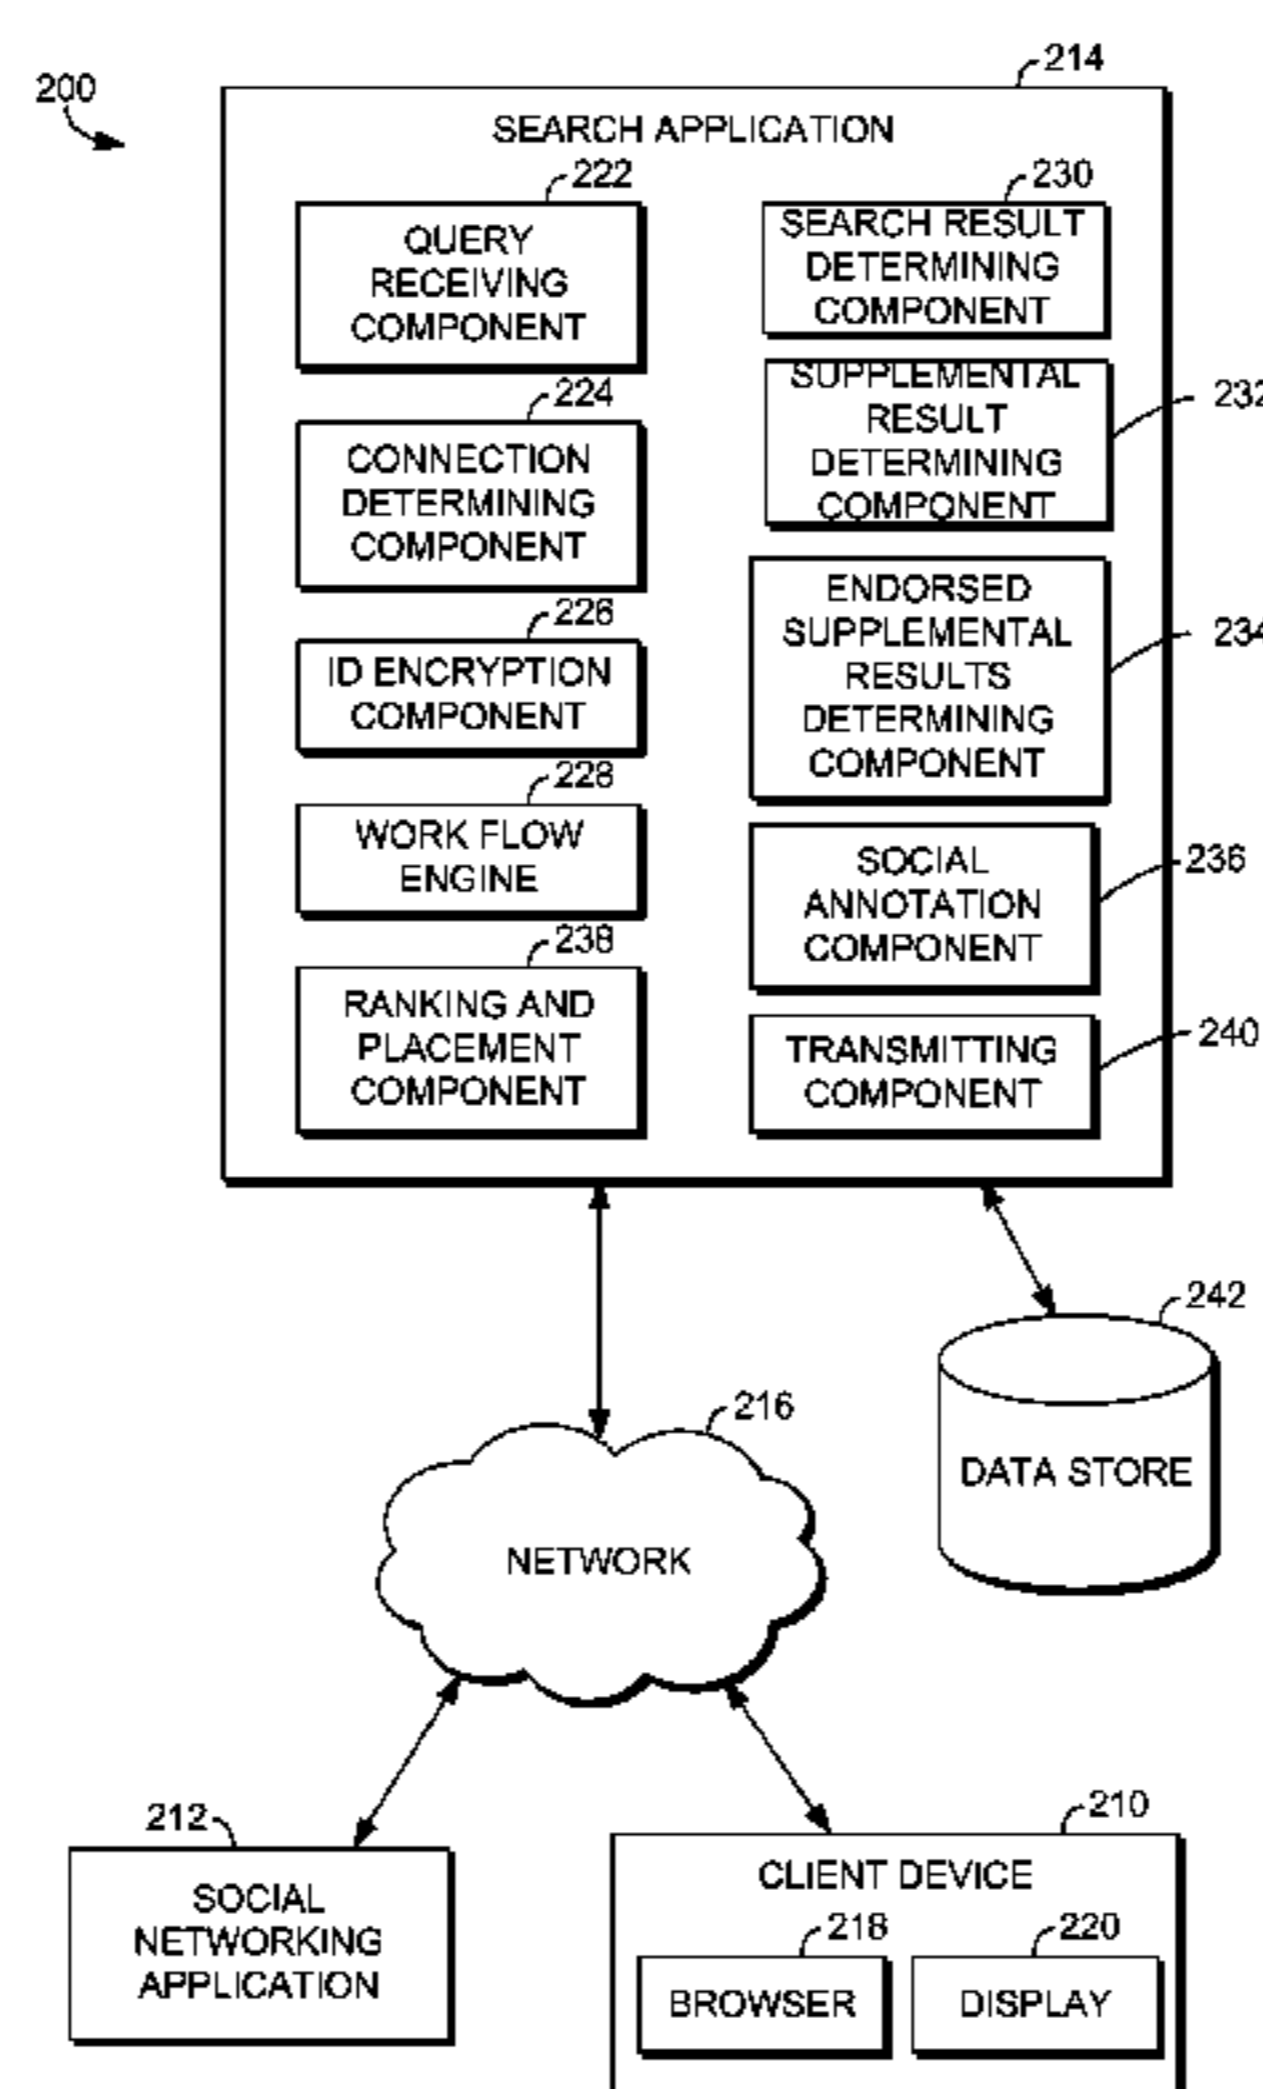 200
214
SEARCH APPLICATION
222
QUERY
RECEIVING
COMPONENT
230
SEARCH RESULT
DETERMINING
COMPONENT
224
CONNECTION
DETERMINING
COMPONENT
SUPPLEMENTAL
RESULT
DETERMINING
COMPONENT
232
226
ID ENCRYPTION
COMPONENT
ENDORSED
SUPPLEMENTAL
RESULTS
DETERMINING
COMPONENT
234
228
WORK FLOW
ENGINE
SOCIAL
ANNOTATION
COMPONENT
236
238
RANKING AND
PLACEMENT
COMPONENT
TRANSMITTING
COMPONENT
240
242
DATA STORE
216
NETWORK
212
SOCIAL
NETWORKING
APPLICATION
210
CLIENT DEVICE
218
BROWSER
220
DISPLAY